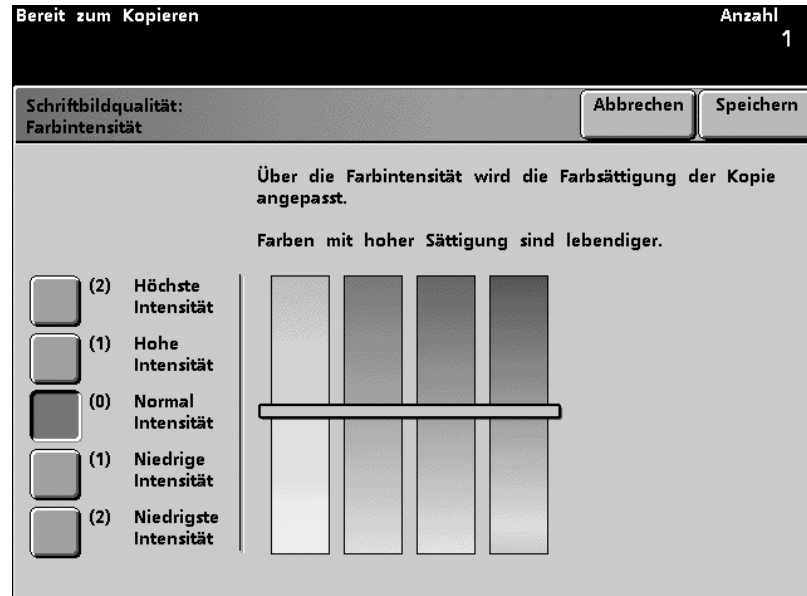 Bereit zum Kopieren
Anzahl
1
Schriftbildqualität:
Farbintensität
Abbrechen
Speichern
Über die Farbintensität wird die Farbsättigung der Kopie
angepasst.
Farben mit hoher Sättigung sind lebendiger.
(2) Höchste
Intensität
(1) Hohe
Intensität
(0) Normal
Intensität
(1) Niedrige
Intensität
(2) Niedrigste
Intensität